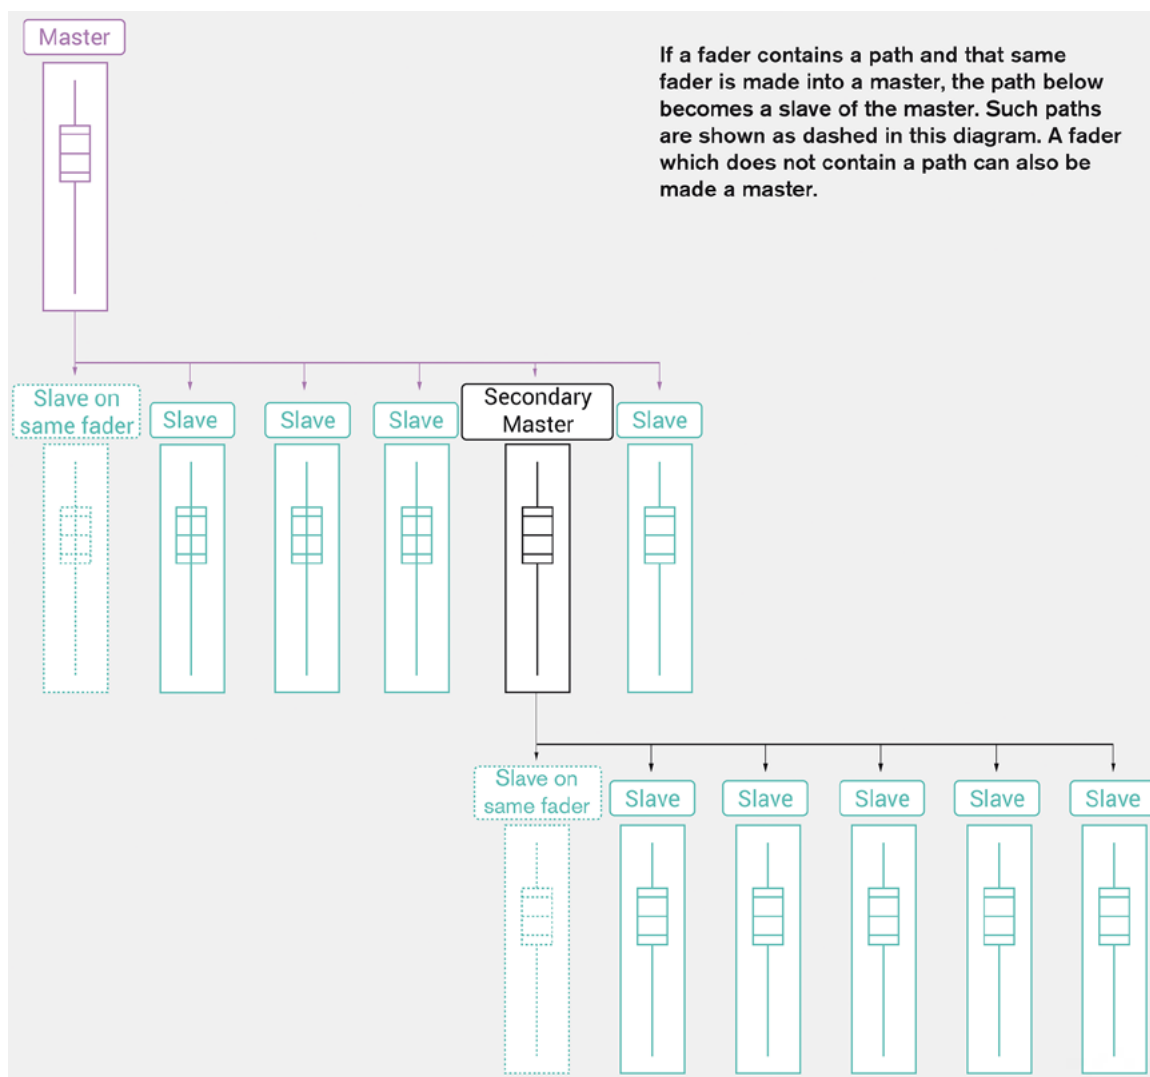 Master
If a fader contains a path and that same
fader is made into a master, the path below
becomes a slave of the master. Such paths
are shown as dashed in this diagram. A fader
which does not contain a path can also be
made a master.
Slave on
same fader
Slave
Slave
Slave
Secondary
Master
Slave
Slave on
same fader
Slave
Slave
Slave
Slave
Slave